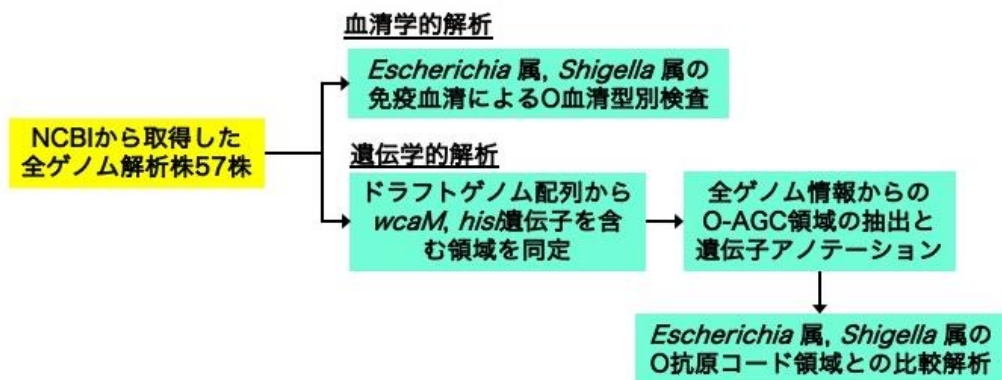 血清学的解析
Escherichia 属, Shigella 属の
免疫血清によるO血清型別検査
NCBIから取得した
全ゲノム解析株57株
遺伝学的解析
ドラフトゲノム配列から
wcaM, hisI遺伝子を含
む領域を同定
全ゲノム情報からの
O-AGC領域の抽出と
遺伝子アノテーション
Escherichia 属, Shigella 属の
O抗原コード領域との比較解析